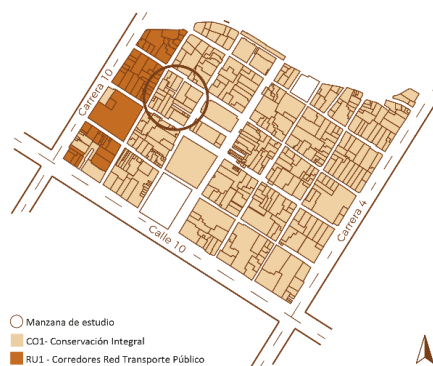 Carrera 10
Carrera 4
Calle 10
Manzana de estudio
CO1- Conservación Integral
RU1 - Corredores Red Transporte Público